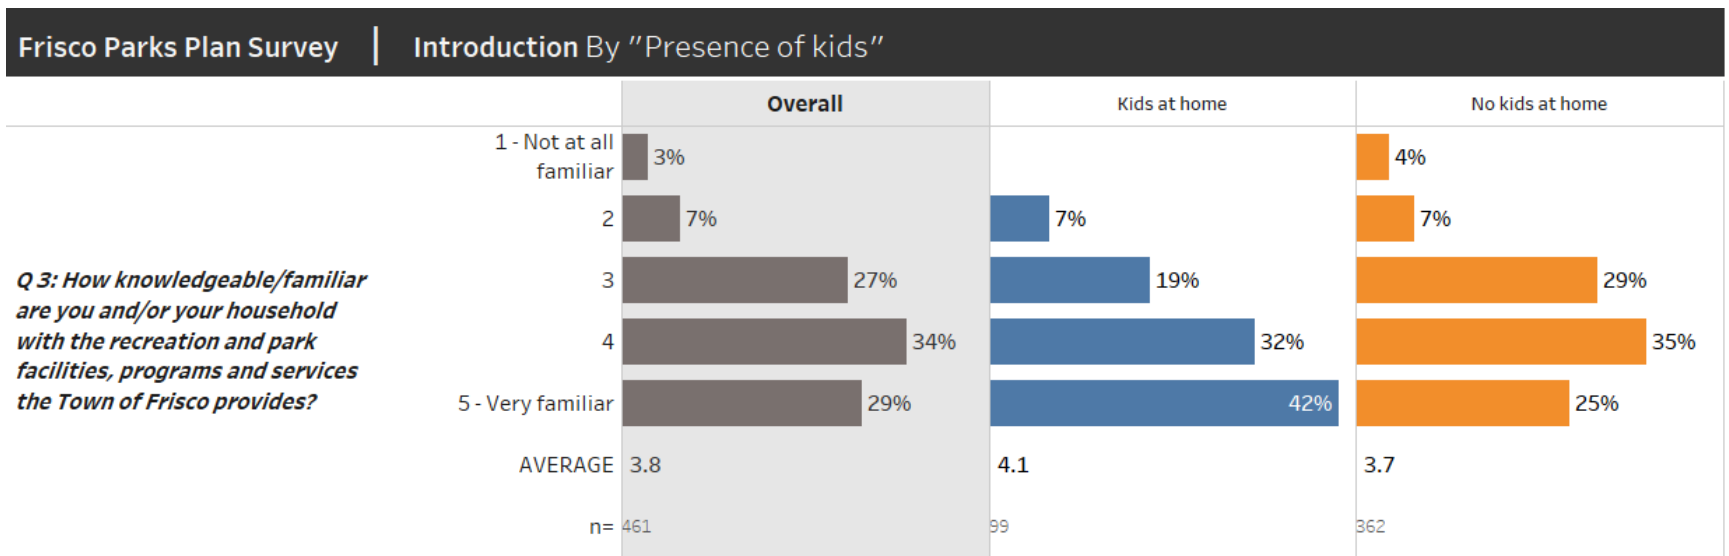 Frisco Parks Plan Survey | Introduction By "Presence of kids"
Overall Kids at home No kids at home
1 - Not at all
familiar
3% 4%
2 7% 7% 7%
Q 3: How knowledgeable/familiar
are you and/or your household
with the recreation and park
facilities, programs and services
the Town of Frisco provides?
3 27% 19% 29%
4 34% 32% 35%
5 - Very familiar 29% 42% 25%
AVERAGE 3.8 4.1 3.7
n= 461 99 362